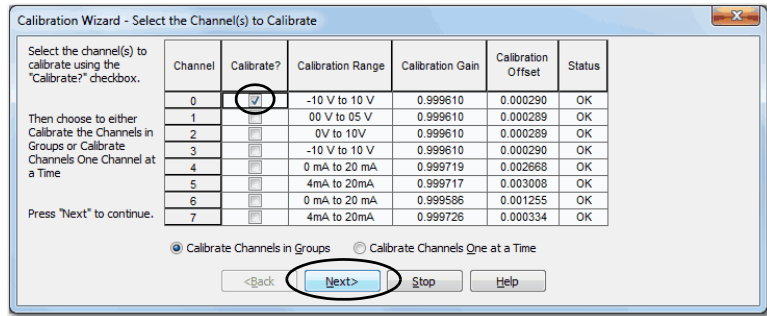 Calibration Wizard - Select the Channel(s) to Calibrate
Select the channel(s) to
calibrate using the
"Calibrate?" checkbox.
Then choose to either
Calibrate the Channels in
Groups or Calibrate
Channels One Channel at
a Time
Press "Next" to continue.
Channel Calibrate? Calibration Range Calibration Gain Calibration Offset Status
0 -10 V to 10 V 0.999610 0.000290 OK
1 00 V to 05 V 0.999610 0.000289 OK
2 0V to 10V 0.999610 0.000289 OK
3 -10 V to 10 V 0.999610 0.000290 OK
4 0 mA to 20 mA 0.999719 0.002668 OK
5 4mA to 20mA 0.999717 0.003008 OK
6 0 mA to 20 mA 0.999586 0.001255 OK
7 4mA to 20mA 0.999726 0.000334 OK
Calibrate Channels in Groups Calibrate Channels One at a Time
<Back Next> Stop Help